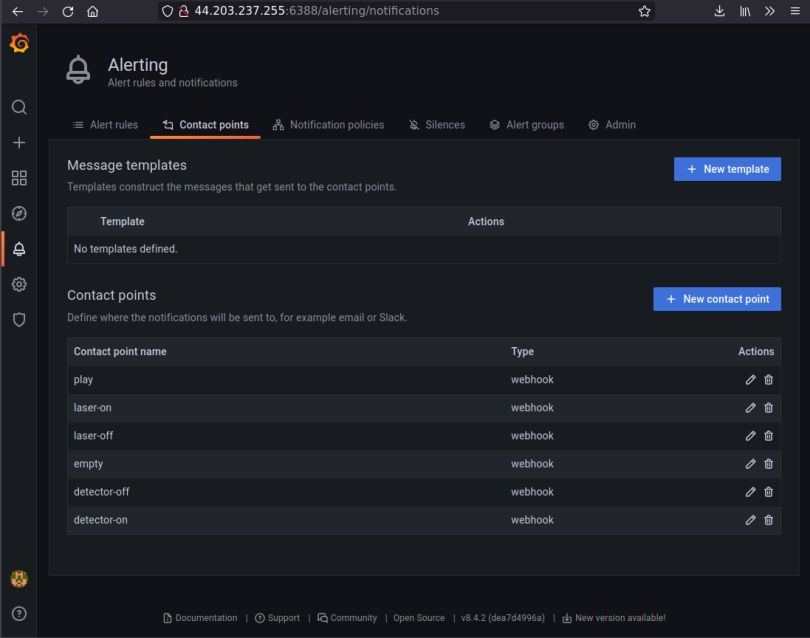 44.203.237.255:6388/alerting/notifications
Alerting
Alert rules and notifications
Alert rules
Contact points
Notification policies
Silences
Alert groups
Admin
Message templates
+ New template
Templates construct the messages that get sent to the contact points.
Template Actions
No templates defined.
Contact points
+ New contact point
Define where the notifications will be sent to, for example email or Slack.
Contact point name Type Actions
play webhook
laser-on webhook
laser-off webhook
empty webhook
detector-off webhook
detector-on webhook
Documentation | Support | Community | Open Source | v8.4.2 (dea7d4996a) | New version available!